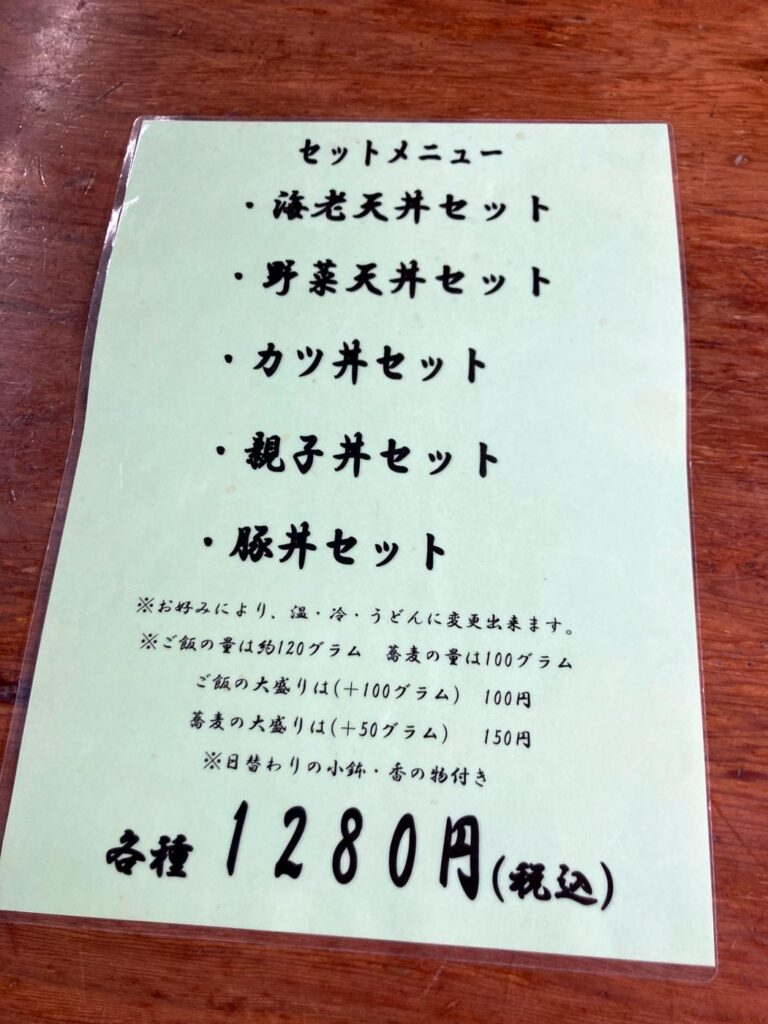 セットメニュー
・海老天丼セット
・野菜天丼セット
・カツ丼セット
・親子丼セット
・豚丼セット
※お好みにより、温・冷・うどんに変更出来ます。
※ご飯の量は約120グラム　蕎麦の量は100グラム
ご飯の大盛りは(＋100グラム)　100円
蕎麦の大盛りは(＋50グラム)　150円
※日替わりの小鉢・香の物付き
各種 1280円(税込)